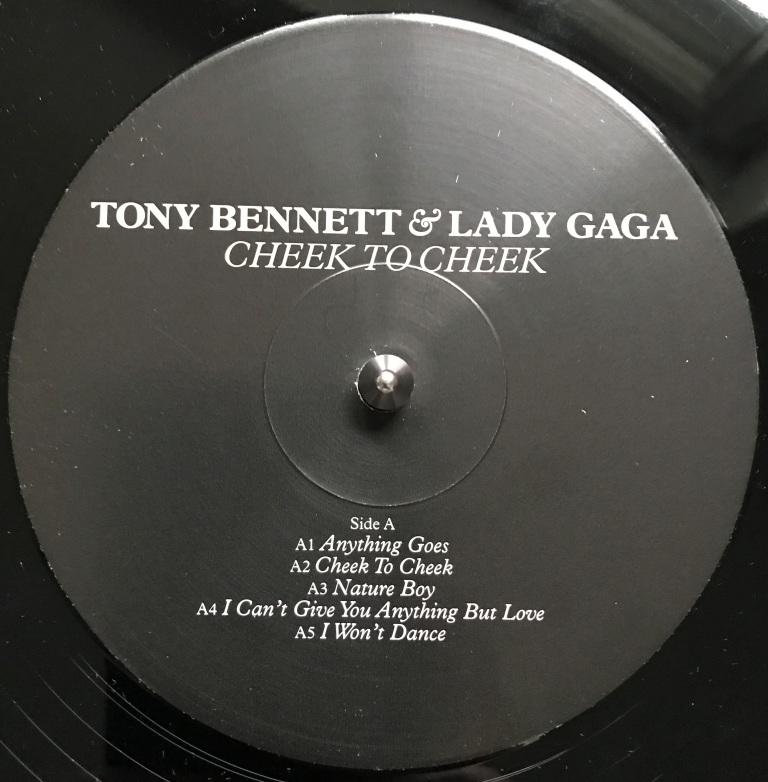 TONY BENNETT & LADY GAGA
CHEEK TO CHEEK
Side A
A1 Anything Goes
A2 Cheek To Cheek
A3 Nature Boy
A4 I Can't Give You Anything But Love
A5 I Won't Dance